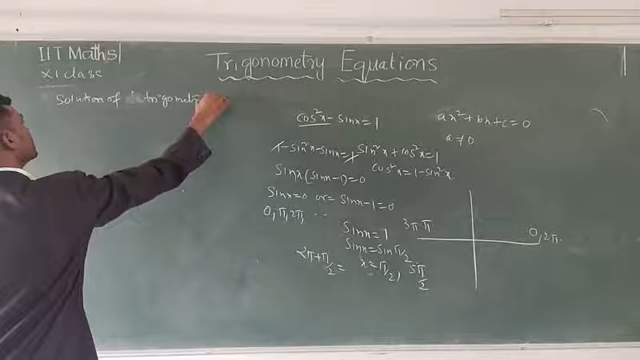 IIT Maths
XI class
Trigonometry Equations
Solution of trigometri
cos²x - sinx = 1
1 - sin²x - sinx = 1
sinx(sinx-1)=0
sinx=0 or sinx-1=0
0, π, 2π, ...
sinx=1
sinx = sin π/2
2π+π/2 = x = π/2, 5π/2
sin²x + cos²x = 1
cos²x = 1 - sin²x
ax² + bx + c = 0
a ≠ 0
3π π
0, 2π.